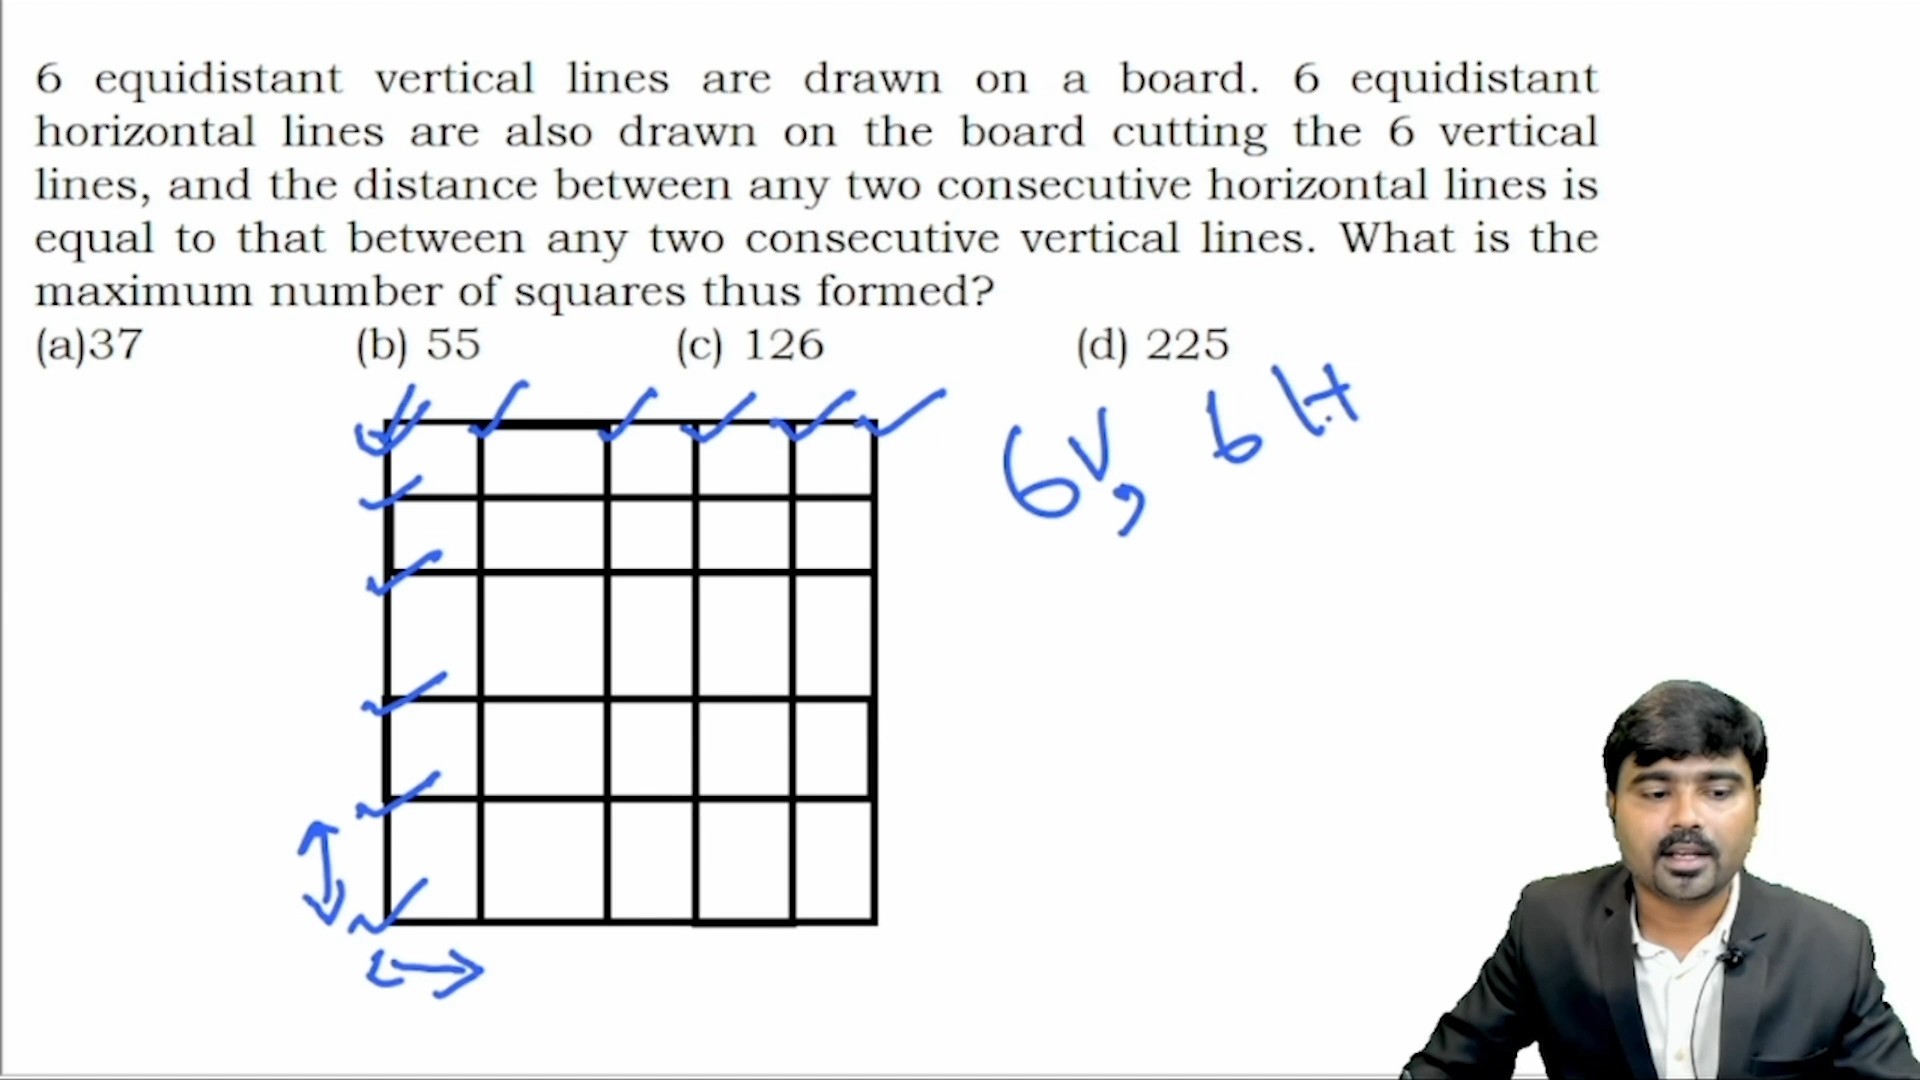 6 equidistant vertical lines are drawn on a board. 6 equidistant
horizontal lines are also drawn on the board cutting the 6 vertical
lines, and the distance between any two consecutive horizontal lines is
equal to that between any two consecutive vertical lines. What is the
maximum number of squares thus formed?
(a)37 (b) 55 (c) 126 (d) 225
6V, 6H